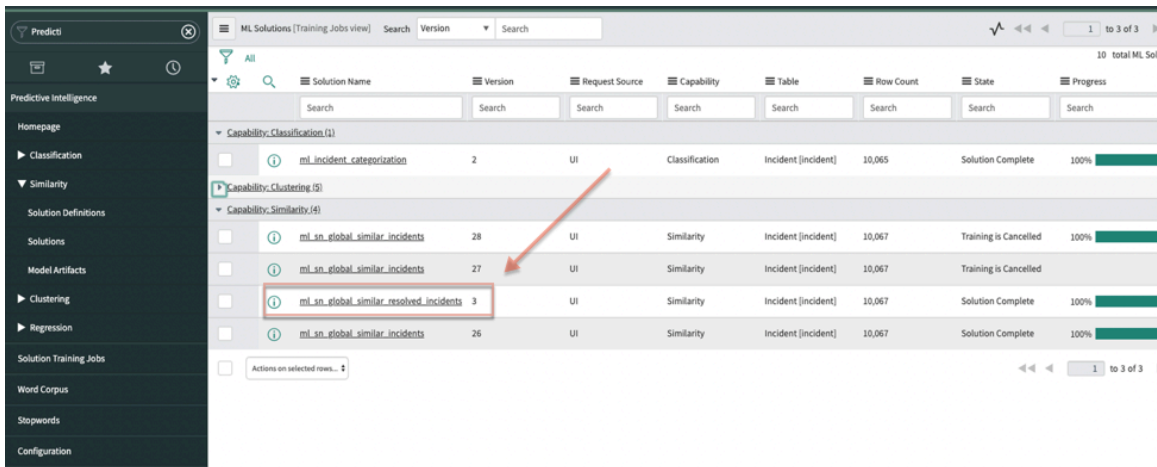 Predicti
ML Solutions [Training Jobs view] Search Version Search 1 to 3 of 3
All 10 total ML Sol
Solution Name Version Request Source Capability Table Row Count State Progress
Search Search Search Search Search Search Search Search
Predictive Intelligence
Homepage
Classification
Similarity
Solution Definitions
Solutions
Model Artifacts
Clustering
Regression
Solution Training Jobs
Word Corpus
Stopwords
Configuration
Capability: Classification (1)
ml_incident_categorization 2 UI Classification Incident [incident] 10,065 Solution Complete 100%
Capability: Clustering (5)
Capability: Similarity (4)
ml_sn_global_similar_incidents 28 UI Similarity Incident [incident] 10,067 Training is Cancelled 100%
ml_sn_global_similar_incidents 27 UI Similarity Incident [incident] 10,067 Training is Cancelled
ml_sn_global_similar_resolved_incidents 3 UI Similarity Incident [incident] 10,067 Solution Complete 100%
ml_sn_global_similar_incidents 26 UI Similarity Incident [incident] 10,067 Solution Complete 100%
Actions on selected rows... 1 to 3 of 3